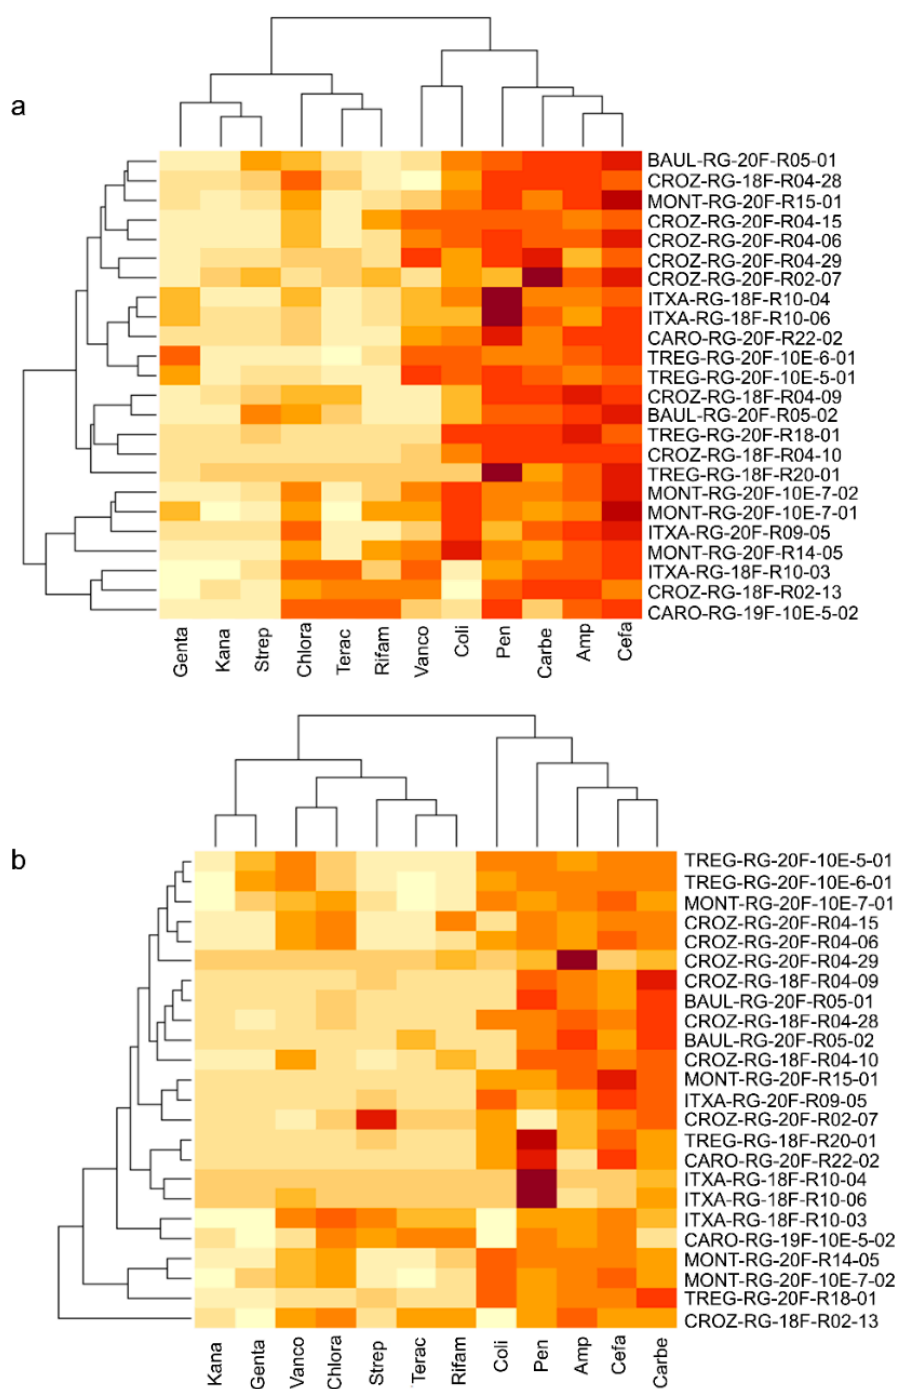 a
BAUL-RG-20F-R05-01
CROZ-RG-18F-R04-28
MONT-RG-20F-R15-01
CROZ-RG-20F-R04-15
CROZ-RG-20F-R04-06
CROZ-RG-20F-R04-29
CROZ-RG-20F-R02-07
ITXA-RG-18F-R10-04
ITXA-RG-18F-R10-06
CARO-RG-20F-R22-02
TREG-RG-20F-10E-6-01
TREG-RG-20F-10E-5-01
CROZ-RG-18F-R04-09
BAUL-RG-20F-R05-02
TREG-RG-20F-R18-01
CROZ-RG-18F-R04-10
TREG-RG-18F-R20-01
MONT-RG-20F-10E-7-02
MONT-RG-20F-10E-7-01
ITXA-RG-20F-R09-05
MONT-RG-20F-R14-05
ITXA-RG-18F-R10-03
CROZ-RG-18F-R02-13
CARO-RG-19F-10E-5-02
Genta Kana Strep Chlora Terac Rifam Vanco Coli Pen Carbe Amp Cefa
b
TREG-RG-20F-10E-5-01
TREG-RG-20F-10E-6-01
MONT-RG-20F-10E-7-01
CROZ-RG-20F-R04-15
CROZ-RG-20F-R04-06
CROZ-RG-20F-R04-29
CROZ-RG-18F-R04-09
BAUL-RG-20F-R05-01
CROZ-RG-18F-R04-28
BAUL-RG-20F-R05-02
CROZ-RG-18F-R04-10
MONT-RG-20F-R15-01
ITXA-RG-20F-R09-05
CROZ-RG-20F-R02-07
TREG-RG-18F-R20-01
CARO-RG-20F-R22-02
ITXA-RG-18F-R10-04
ITXA-RG-18F-R10-06
ITXA-RG-18F-R10-03
CARO-RG-19F-10E-5-02
MONT-RG-20F-R14-05
MONT-RG-20F-10E-7-02
TREG-RG-20F-R18-01
CROZ-RG-18F-R02-13
Kana Genta Vanco Chlora Strep Terac Rifam Coli Pen Amp Cefa Carbe